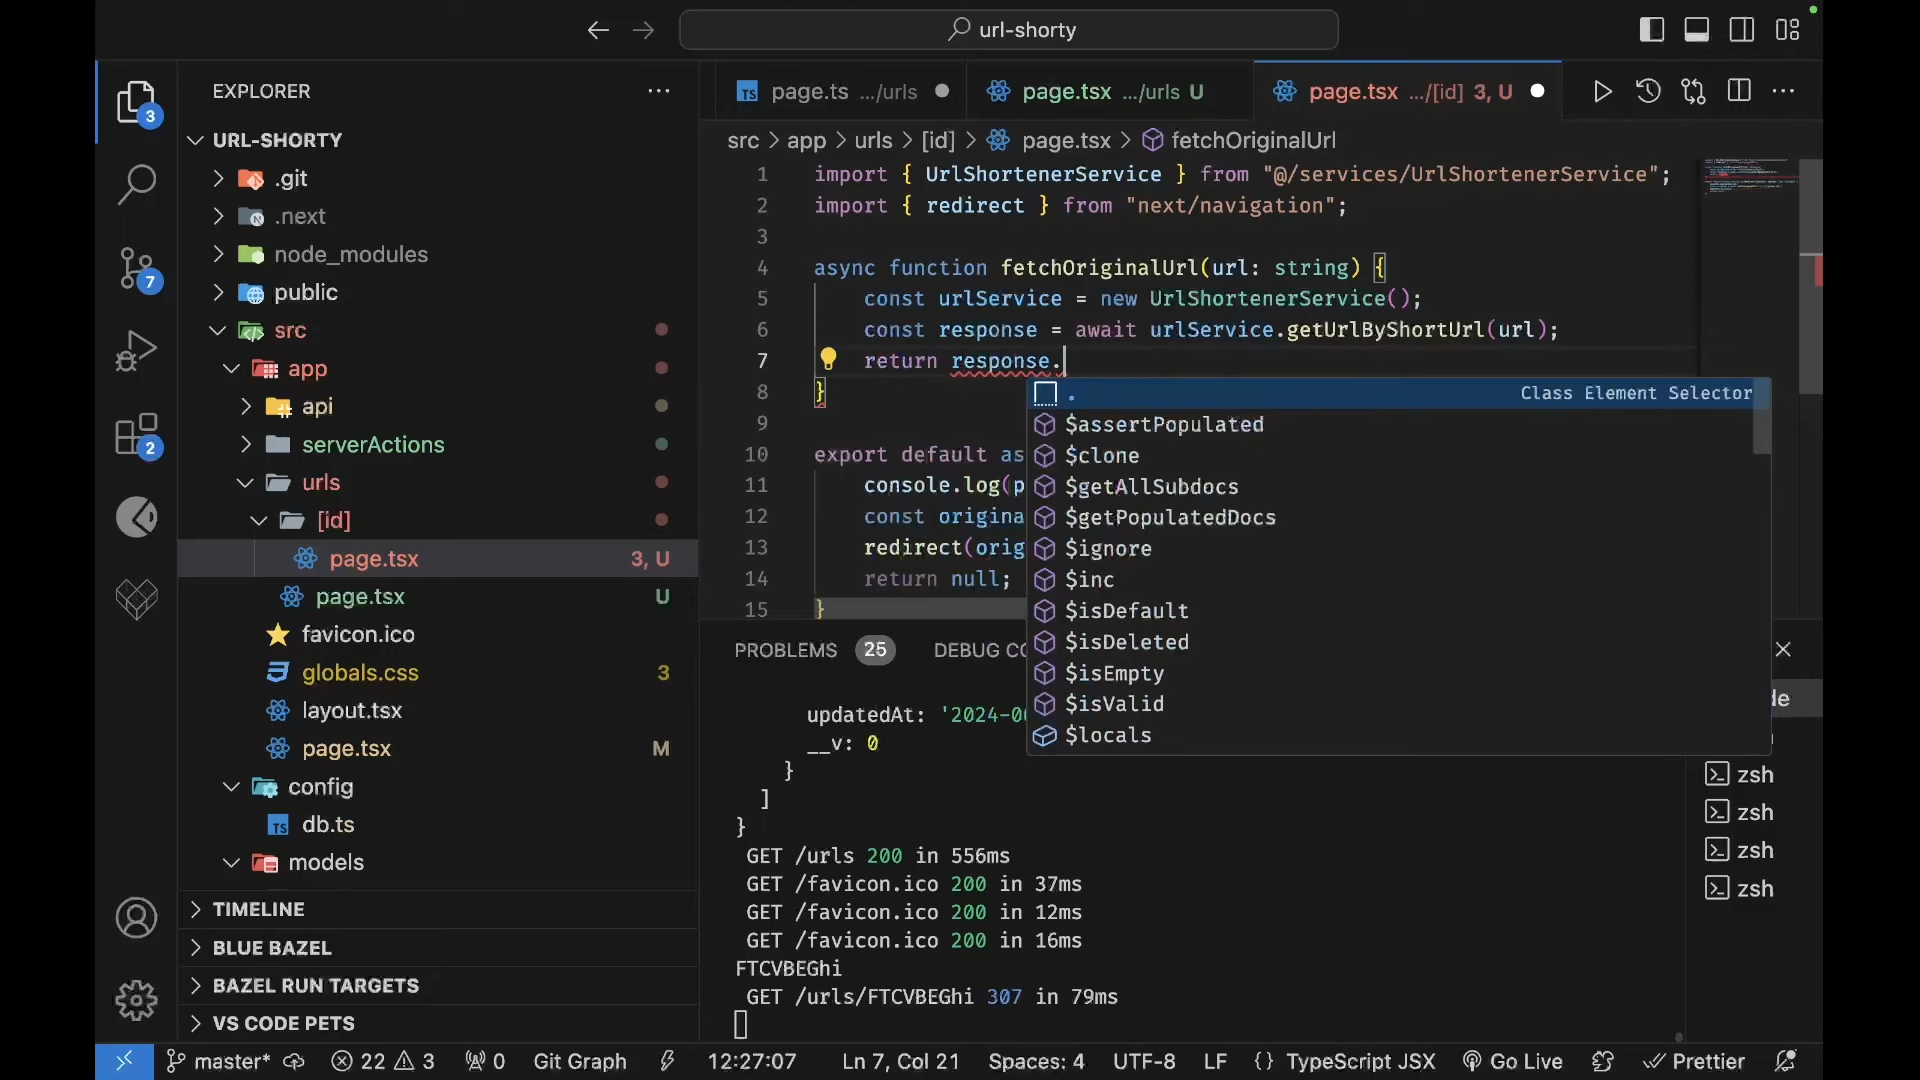 url-shorty
EXPLORER
3
URL-SHORTY
.git
.next
node_modules
7
public
src
app
api
serverActions
2
urls
[id]
page.tsx 3, U
page.tsx U
favicon.ico
globals.css 3
layout.tsx
page.tsx M
config
TS db.ts
models
TIMELINE
BLUE BAZEL
BAZEL RUN TARGETS
VS CODE PETS
TS page.ts .../urls
page.tsx .../urls U
page.tsx .../[id] 3, U
src > app > urls > [id] > page.tsx > fetchOriginalUrl
1 import { UrlShortenerService } from "@/services/UrlShortenerService";
2 import { redirect } from "next/navigation";
3
4 async function fetchOriginalUrl(url: string) {
5 const urlService = new UrlShortenerService();
6 const response = await urlService.getUrlByShortUrl(url);
7 return response.
8 }
9
10 export default as
11 console.log(p
12 const origina
13 redirect(orig
14 return null;
15 }
. Class Element Selector
$assertPopulated
$clone
$getAllSubdocs
$getPopulatedDocs
$ignore
$inc
$isDefault
$isDeleted
$isEmpty
$isValid
$locals
PROBLEMS 25 DEBUG CO
updatedAt: '2024-0
__v: 0
}
]
}
GET /urls 200 in 556ms
GET /favicon.ico 200 in 37ms
GET /favicon.ico 200 in 12ms
GET /favicon.ico 200 in 16ms
FTCVBEGhi
GET /urls/FTCVBEGhi 307 in 79ms
de
zsh
zsh
zsh
zsh
master* 22 3 0 Git Graph 12:27:07 Ln 7, Col 21 Spaces: 4 UTF-8 LF {} TypeScript JSX Go Live Prettier